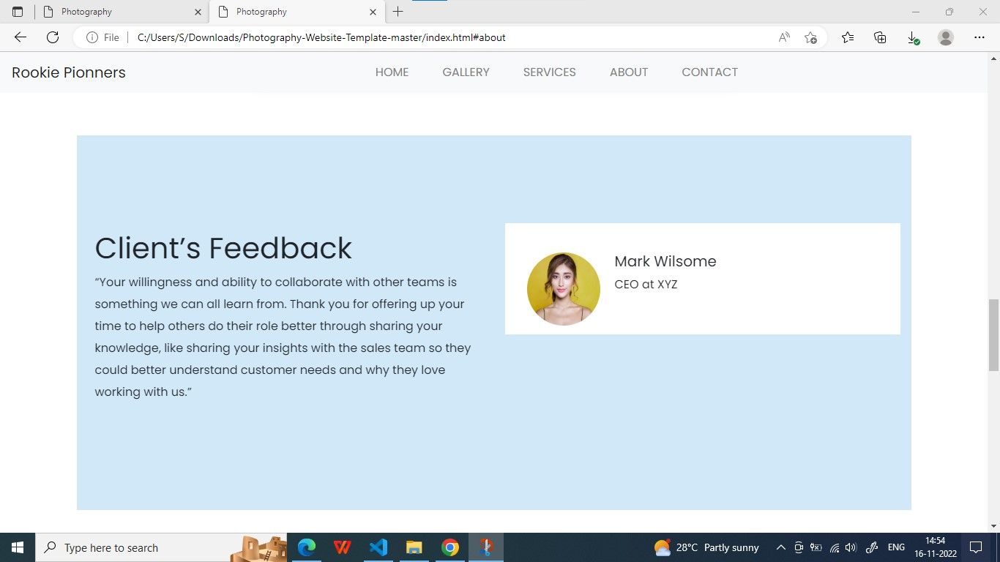 Photography
Photography
File
C:/Users/S/Downloads/Photography-Website-Template-master/index.html#about
Rookie Pionners
HOME
GALLERY
SERVICES
ABOUT
CONTACT
Client’s Feedback
“Your willingness and ability to collaborate with other teams is
something we can all learn from. Thank you for offering up your
time to help others do their role better through sharing your
knowledge, like sharing your insights with the sales team so they
could better understand customer needs and why they love
working with us.”
Mark Wilsome
CEO at XYZ
Type here to search
28°C Partly sunny
ENG
14:54
16-11-2022